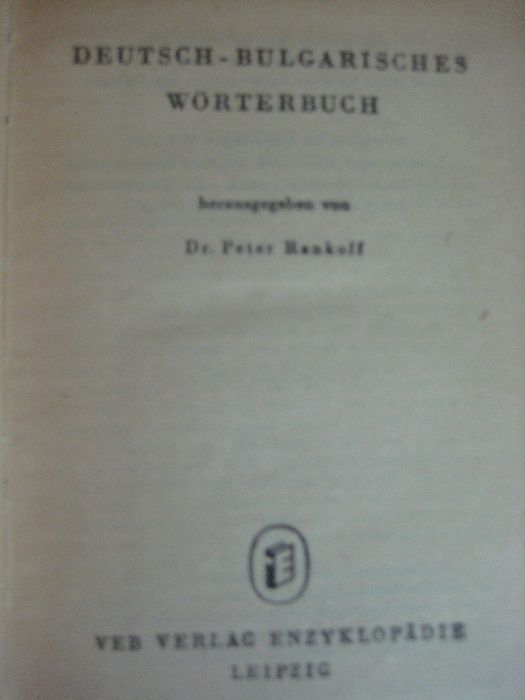 DEUTSCH-BULGARISCHES
WÖRTERBUCH
herausgegeben von
Dr. Peter Rankoff
VEB VERLAG ENZYKLOPÄDIE
LEIPZIG